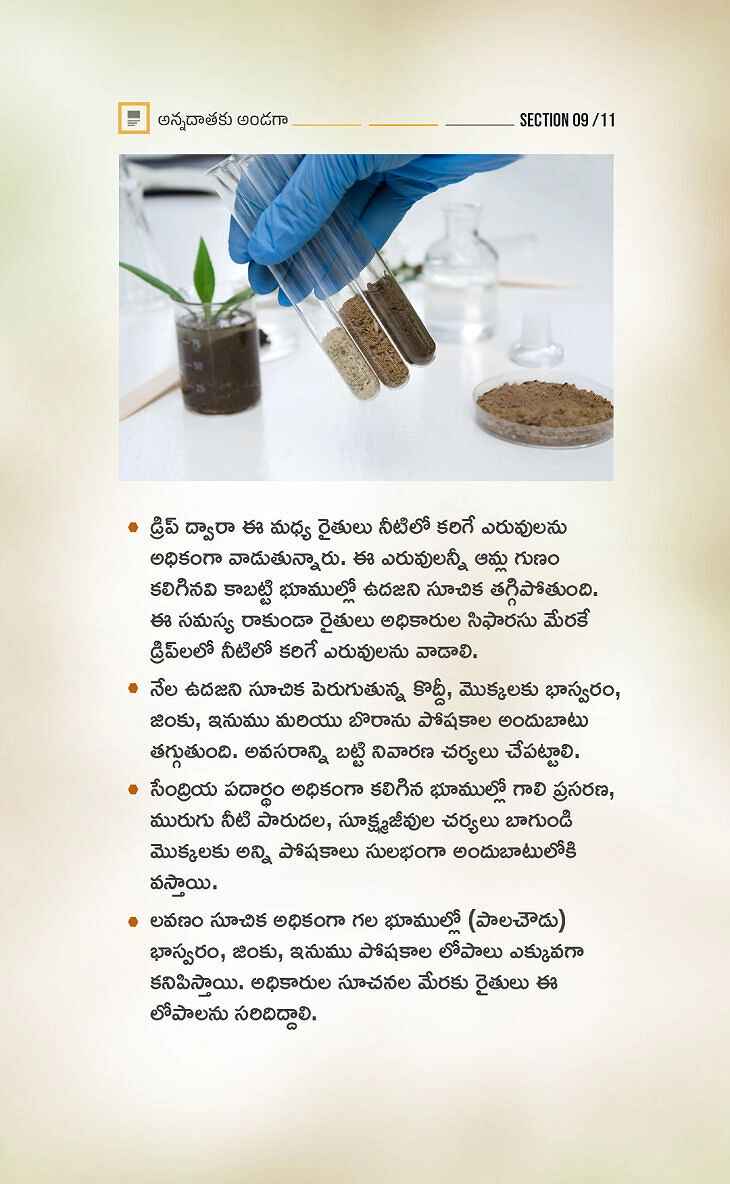 అన్నదాతకు అండగా
SECTION 09 /11
డ్రిప్ ద్వారా ఈ మధ్య రైతులు నీటిలో కరిగే ఎరువులను
అధికంగా వాడుతున్నారు. ఈ ఎరువులన్నీ ఆమ్ల గుణం
కలిగినవి కాబట్టి భూముల్లో ఉదజని సూచిక తగ్గిపోతుంది.
ఈ సమస్య రాకుండా రైతులు అధికారుల సిఫారసు మేరకే
డ్రిప్‌లలో నీటిలో కరిగే ఎరువులను వాడాలి.
నేల ఉదజని సూచిక పెరుగుతున్న కొద్దీ, మొక్కలకు భాస్వరం,
జింకు, ఇనుము మరియు బొరాను పోషకాల అందుబాటు
తగ్గుతుంది. అవసరాన్ని బట్టి నివారణ చర్యలు చేపట్టాలి.
సేంద్రియ పదార్థం అధికంగా కలిగిన భూముల్లో గాలి ప్రసరణ,
మురుగు నీటి పారుదల, సూక్ష్మజీవుల చర్యలు బాగుండి
మొక్కలకు అన్ని పోషకాలు సులభంగా అందుబాటులోకి
వస్తాయి.
లవణం సూచిక అధికంగా గల భూముల్లో (పాలచౌడు)
భాస్వరం, జింకు, ఇనుము పోషకాల లోపాలు ఎక్కువగా
కనిపిస్తాయి. అధికారుల సూచనల మేరకు రైతులు ఈ
లోపాలను సరిదిద్దాలి.